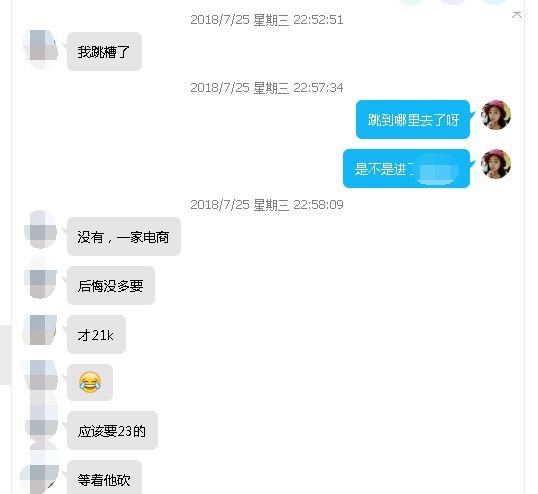 2018/7/25 星期三 22:52:51
我跳槽了
2018/7/25 星期三 22:57:34
跳到哪里去了呀
是不是进了
2018/7/25 星期三 22:58:09
没有，一家电商
后悔没多要
才21k
😂
应该要23的
等着他砍